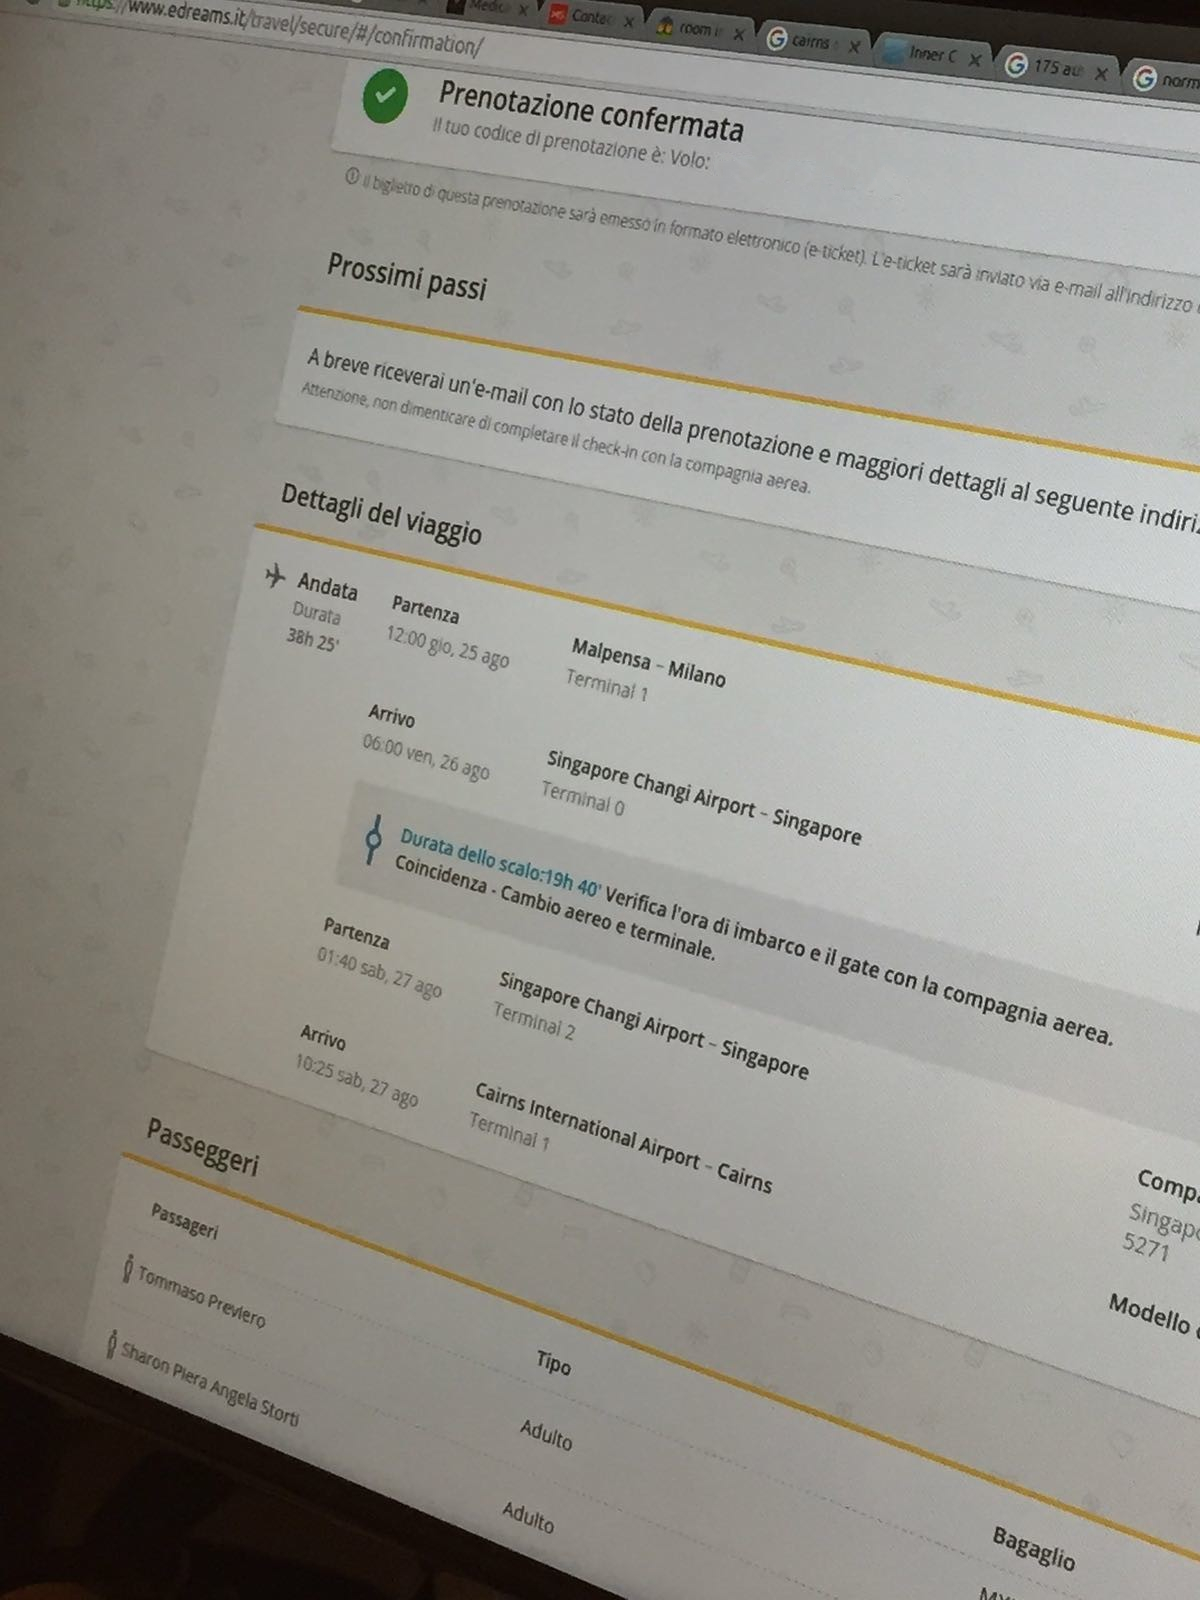 https://www.edreams.it/travel/secure/#/confirmation/
Contac
room i
cairns
Inner C
175 au
norm
Prenotazione confermata
Il tuo codice di prenotazione è: Volo:
Il biglietto di questa prenotazione sarà emesso in formato elettronico (e-ticket). L'e-ticket sarà inviato via e-mail all'indirizzo
Prossimi passi
A breve riceverai un'e-mail con lo stato della prenotazione e maggiori dettagli al seguente indiriz
Attenzione, non dimenticare di completare il check-in con la compagnia aerea.
Dettagli del viaggio
Andata
Durata
38h 25'
Partenza
12:00 gio, 25 ago
Malpensa - Milano
Terminal 1
Arrivo
06:00 ven, 26 ago
Singapore Changi Airport - Singapore
Terminal 0
Durata dello scalo:19h 40' Verifica l'ora di imbarco e il gate con la compagnia aerea.
Coincidenza - Cambio aereo e terminale.
Partenza
01:40 sab, 27 ago
Singapore Changi Airport - Singapore
Terminal 2
Arrivo
10:25 sab, 27 ago
Cairns International Airport - Cairns
Terminal 1
Compa
Singapo
5271
Modello
Passeggeri
Passageri
Tipo
Bagaglio
Tommaso Previero
Adulto
Sharon Piera Angela Storti
Adulto